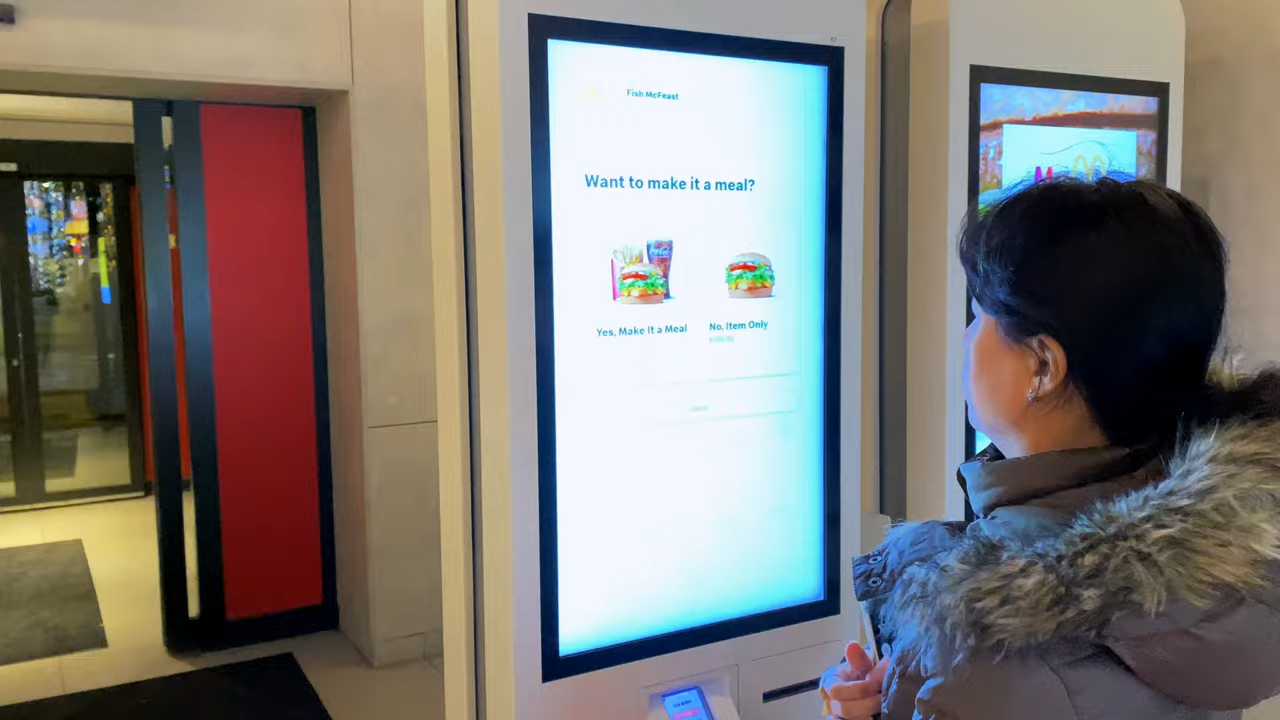 Fish McFeast
Want to make it a meal?
Yes, Make It a Meal
No, Item Only